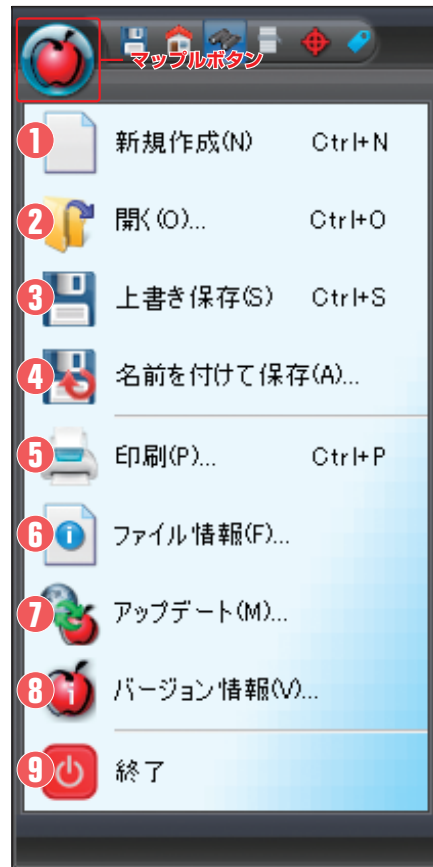 マップルボタン
1 新規作成(N) Ctrl+N
2 開く(O)... Ctrl+O
3 上書き保存(S) Ctrl+S
4 名前を付けて保存(A)...
5 印刷(P)... Ctrl+P
6 ファイル情報(F)...
7 アップデート(M)...
8 バージョン情報(V)...
9 終了